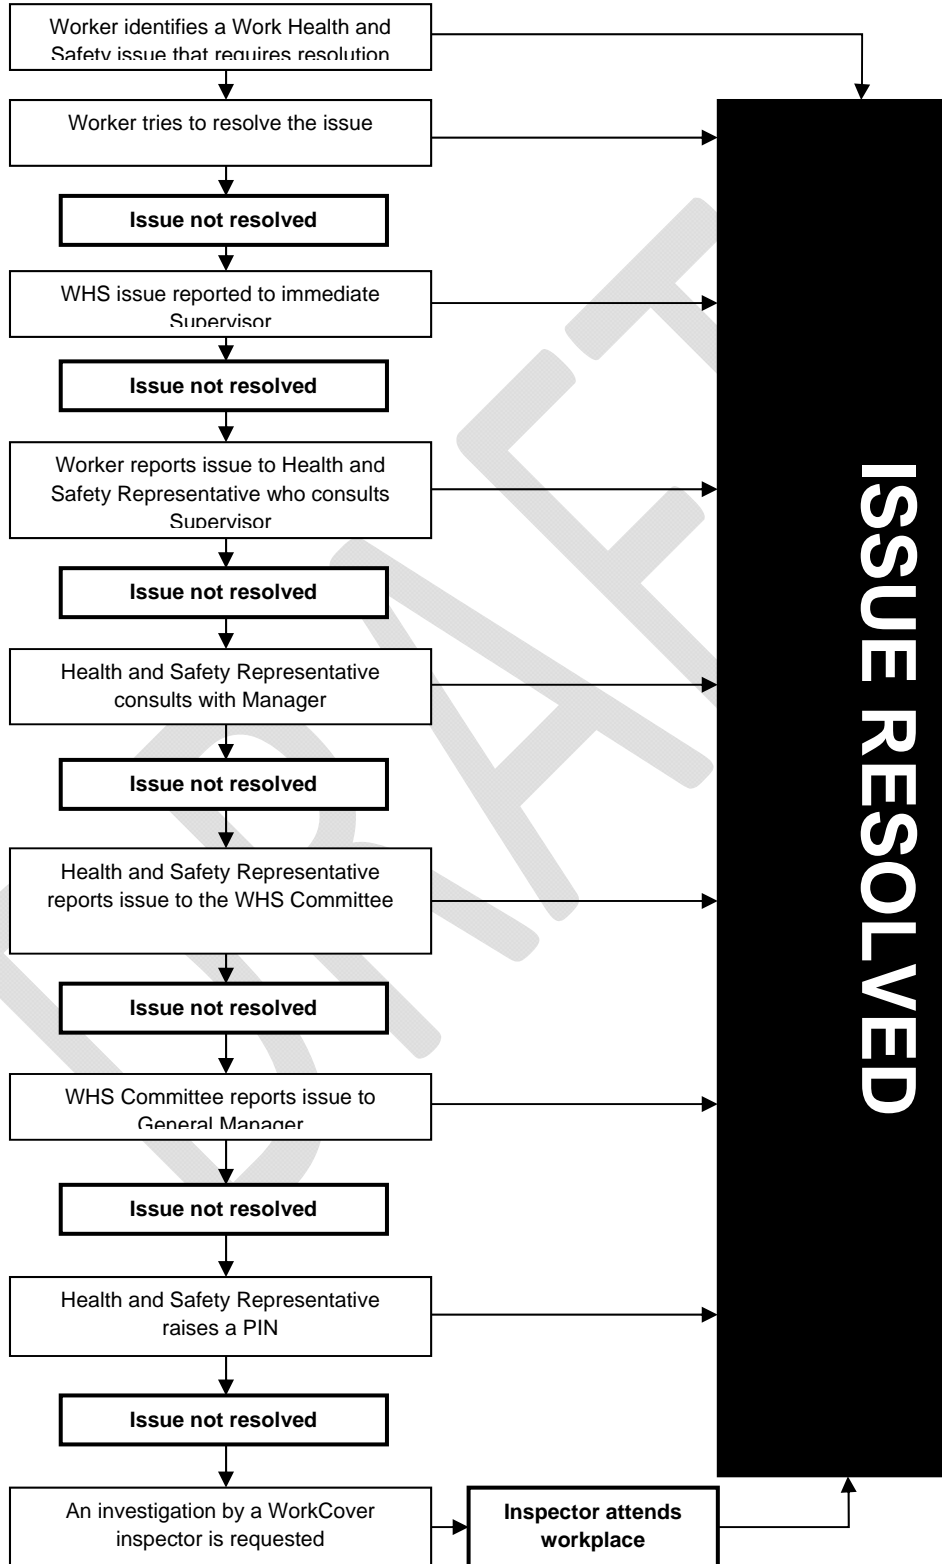 Worker identifies a Work Health and
Safety issue that requires resolution
Worker tries to resolve the issue
Issue not resolved
WHS issue reported to immediate
Supervisor
Issue not resolved
Worker reports issue to Health and
Safety Representative who consults
Supervisor
Issue not resolved
Health and Safety Representative
consults with Manager
Issue not resolved
Health and Safety Representative
reports issue to the WHS Committee
Issue not resolved
WHS Committee reports issue to
General Manager
Issue not resolved
Health and Safety Representative
raises a PIN
Issue not resolved
An investigation by a WorkCover
inspector is requested
Inspector attends
workplace
ISSUE RESOLVED
DRAFT